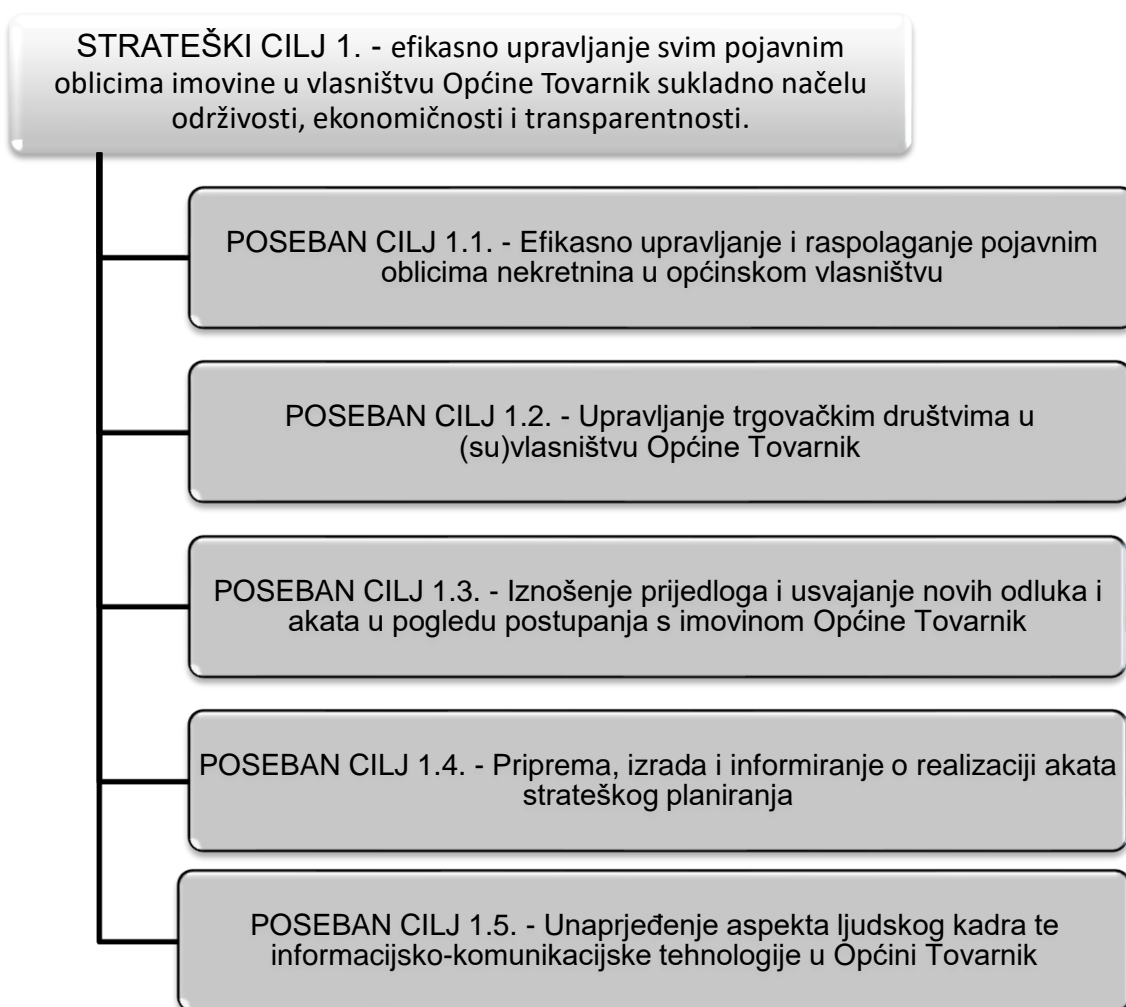 STRATEŠKI CILJ 1. - efikasno upravljanje svim pojavnim
oblicima imovine u vlasništvu Općine Tovarnik sukladno načelu
održivosti, ekonomičnosti i transparentnosti.
POSEBAN CILJ 1.1. - Efikasno upravljanje i raspolaganje pojavnim
oblicima nekretnina u općinskom vlasništvu
POSEBAN CILJ 1.2. - Upravljanje trgovačkim društvima u
(su)vlasništvu Općine Tovarnik
POSEBAN CILJ 1.3. - Iznošenje prijedloga i usvajanje novih odluka i
akata u pogledu postupanja s imovinom Općine Tovarnik
POSEBAN CILJ 1.4. - Priprema, izrada i informiranje o realizaciji akata
strateškog planiranja
POSEBAN CILJ 1.5. - Unaprjeđenje aspekta ljudskog kadra te
informacijsko-komunikacijske tehnologije u Općini Tovarnik